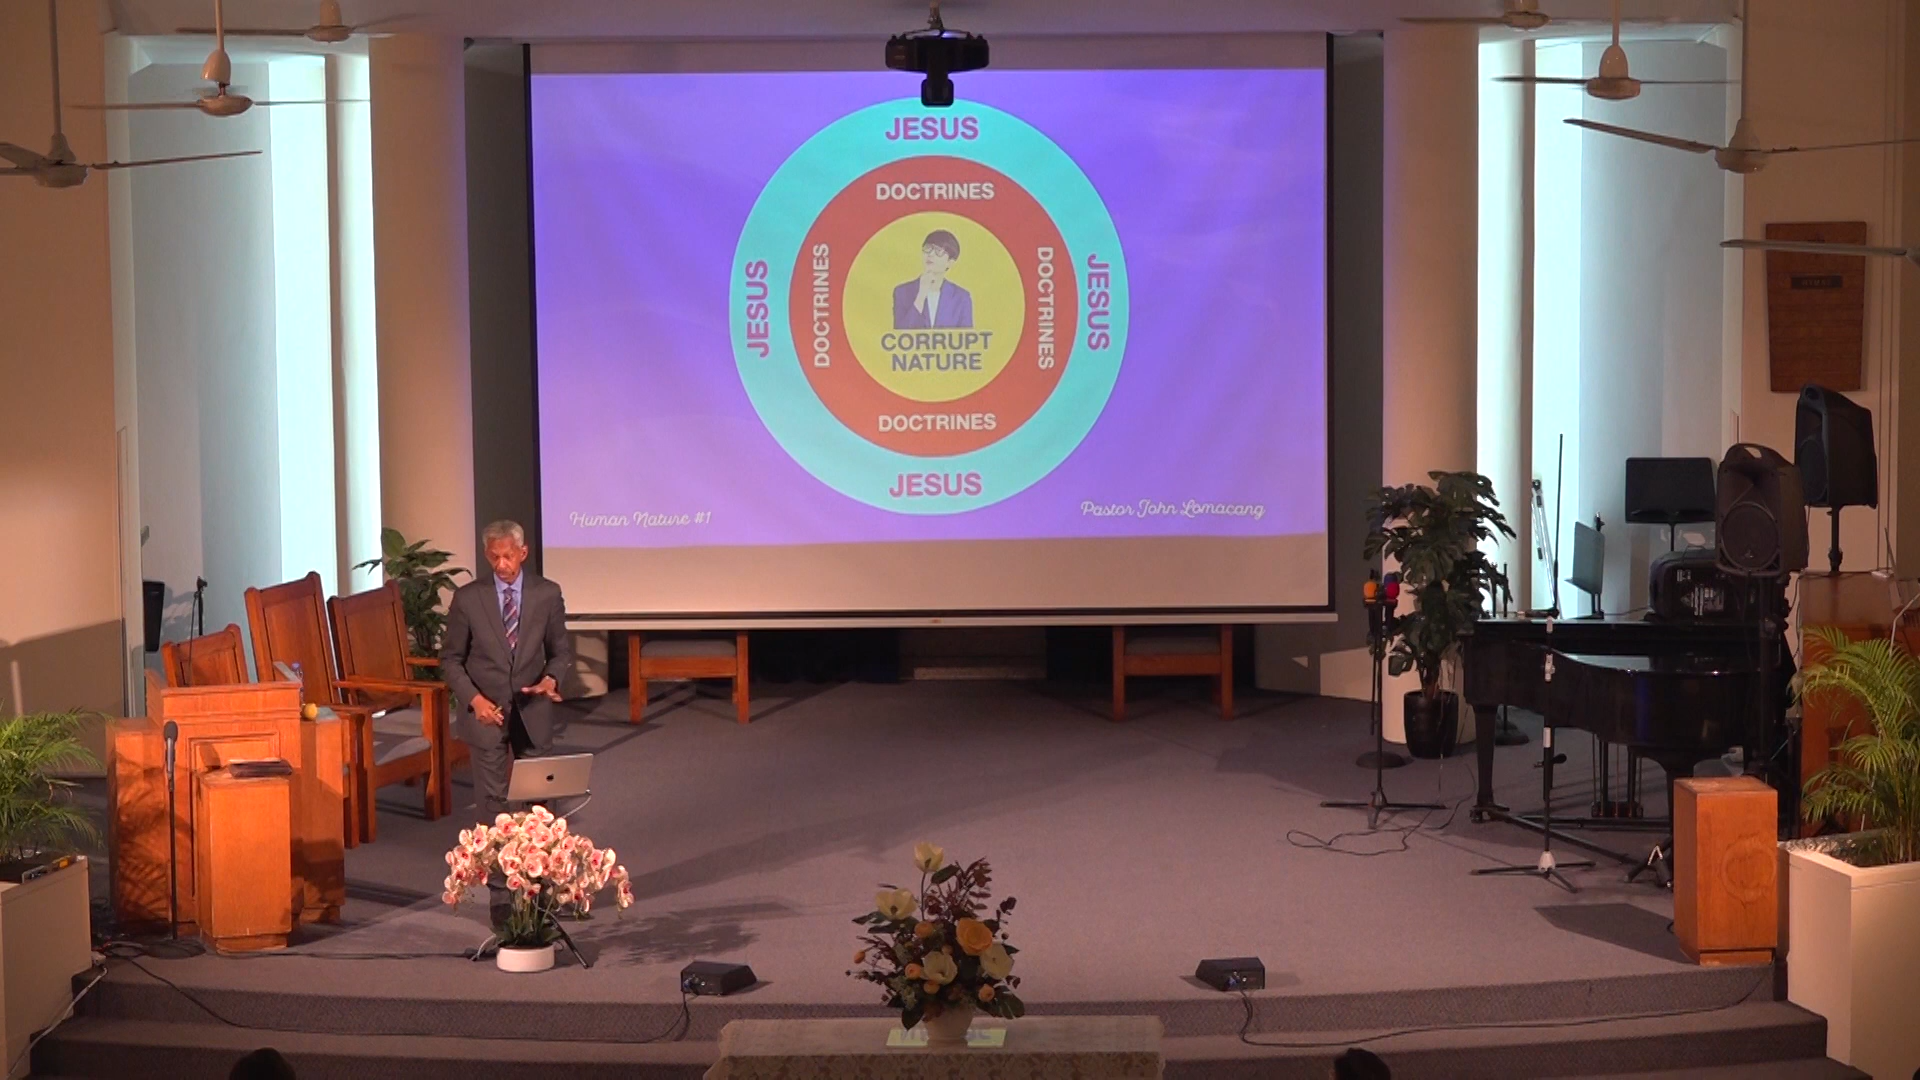 JESUS
DOCTRINES
JESUS
DOCTRINES
DOCTRINES
JESUS
CORRUPT
NATURE
DOCTRINES
JESUS
Human Nature #1
Pastor John Lomacang